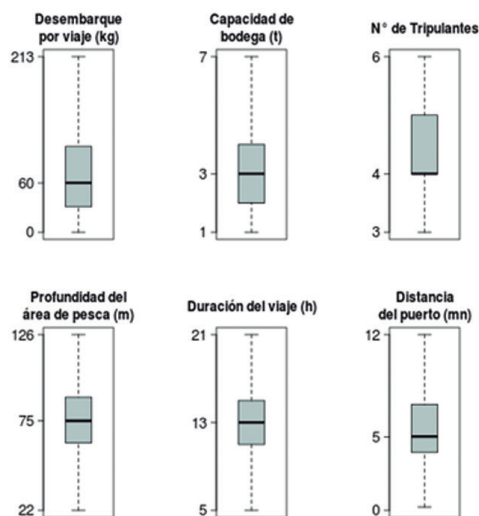 Desembarque
por viaje (kg)
213
60
0
Capacidad de
bodega (t)
7
3
1
N° de Tripulantes
6
4
3
Profundidad del
área de pesca (m)
126
75
22
Duración del viaje (h)
21
13
5
Distancia
del puerto (mn)
12
5
0